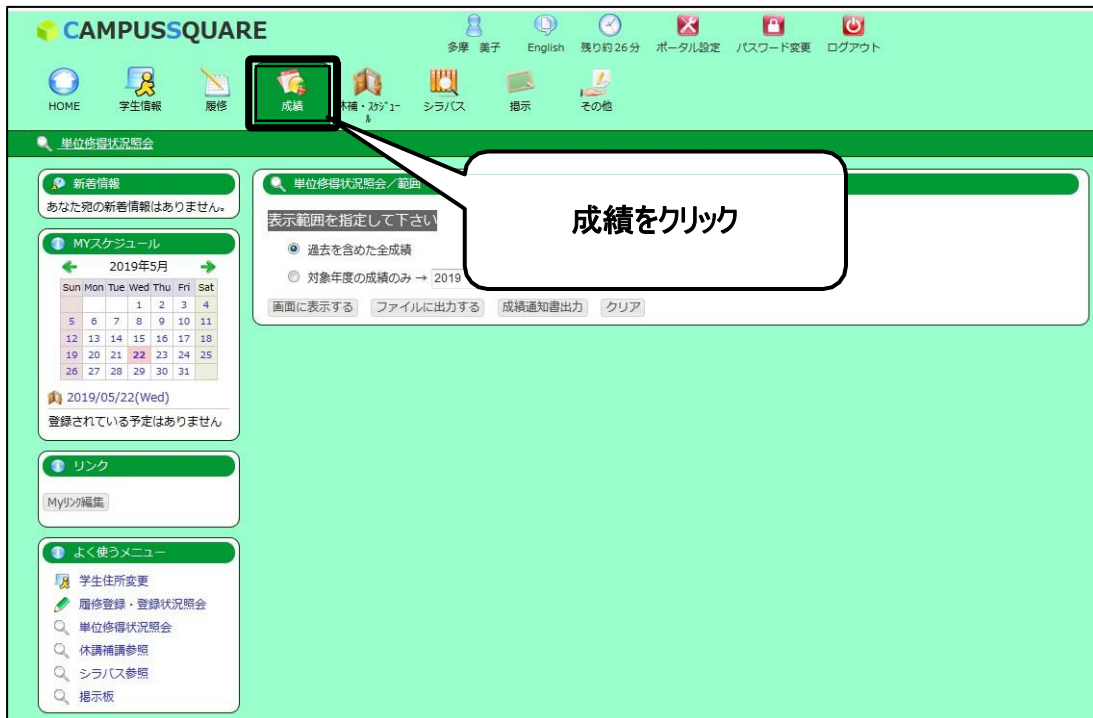 CAMPUSSQUARE
多摩 美子 English 残り約26分 ポータル設定 パスワード変更 ログアウト
HOME 学生情報 履修 成績 休補・ｽｹｼﾞｭｰ シラバス 掲示 その他
ﾙ
単位修得状況照会
新着情報
あなた宛の新着情報はありません。
MYスケジュール
2019年5月
Sun Mon Tue Wed Thu Fri Sat
1 2 3 4
5 6 7 8 9 10 11
12 13 14 15 16 17 18
19 20 21 22 23 24 25
26 27 28 29 30 31
2019/05/22(Wed)
登録されている予定はありません
リンク
Myﾘﾝｸ編集
よく使うメニュー
学生住所変更
履修登録・登録状況照会
単位修得状況照会
休講補講参照
シラバス参照
掲示板
単位修得状況照会／範囲
表示範囲を指定して下さい
過去を含めた全成績
対象年度の成績のみ → 2019
画面に表示する ファイルに出力する 成績通知書出力 クリア
成績をクリック